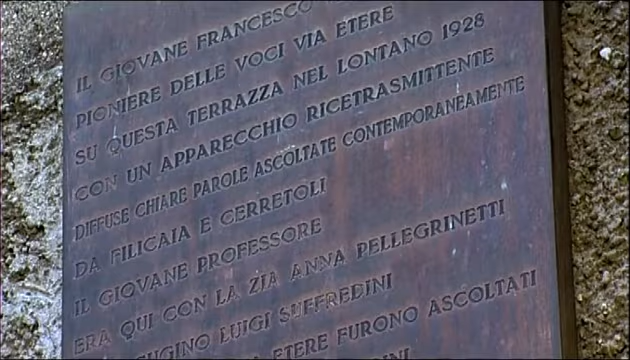 IL GIOVANE FRANCESCO
PIONIERE DELLE VOCI VIA ETERE
SU QUESTA TERRAZZA NEL LONTANO 1928
CON UN APPARECCHIO RICETRASMITTENTE
DIFFUSE CHIARE PAROLE ASCOLTATE CONTEMPORANEAMENTE
DA FILICAIA E CERRETOLI
IL GIOVANE PROFESSORE
ERA QUI CON LA ZIA ANNA PELLEGRINETTI
CUGINO LUIGI SUFFREDINI
ETERE FURONO ASCOLTATI